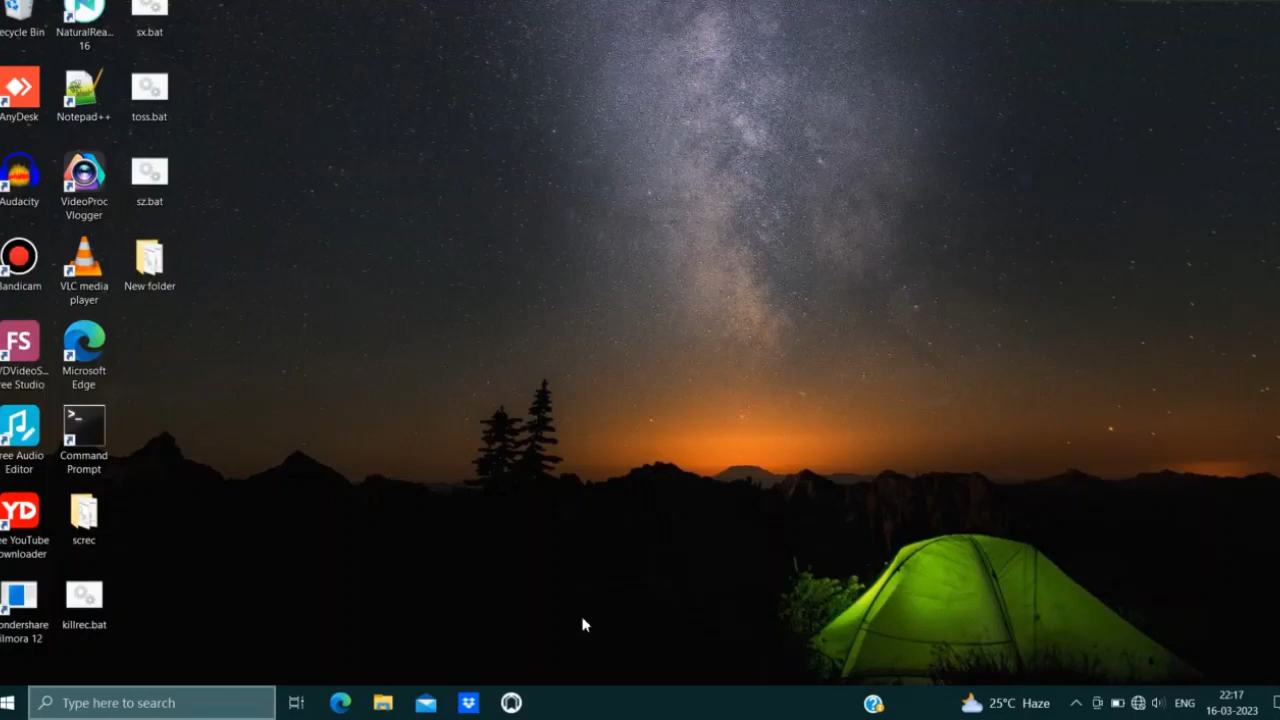 ecycle Bin
NaturalRea...
16
sx.bat
AnyDesk
Notepad++
toss.bat
Audacity
VideoProc
Vlogger
sz.bat
Bandicam
VLC media
player
New folder
FS
VDVideoS...
ree Studio
Microsoft
Edge
>_
ree Audio
Editor
Command
Prompt
YD
ee YouTube
ownloader
screc
ondershare
ilmora 12
killrec.bat
Type here to search
25°C Haze
ENG
22:17
16-03-2023